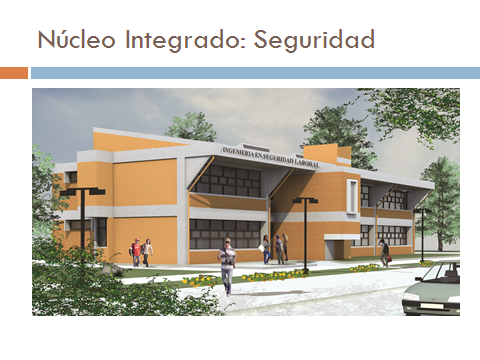 Núcleo Integrado: Seguridad
INGENIERIA EN SEGURIDAD LABORAL